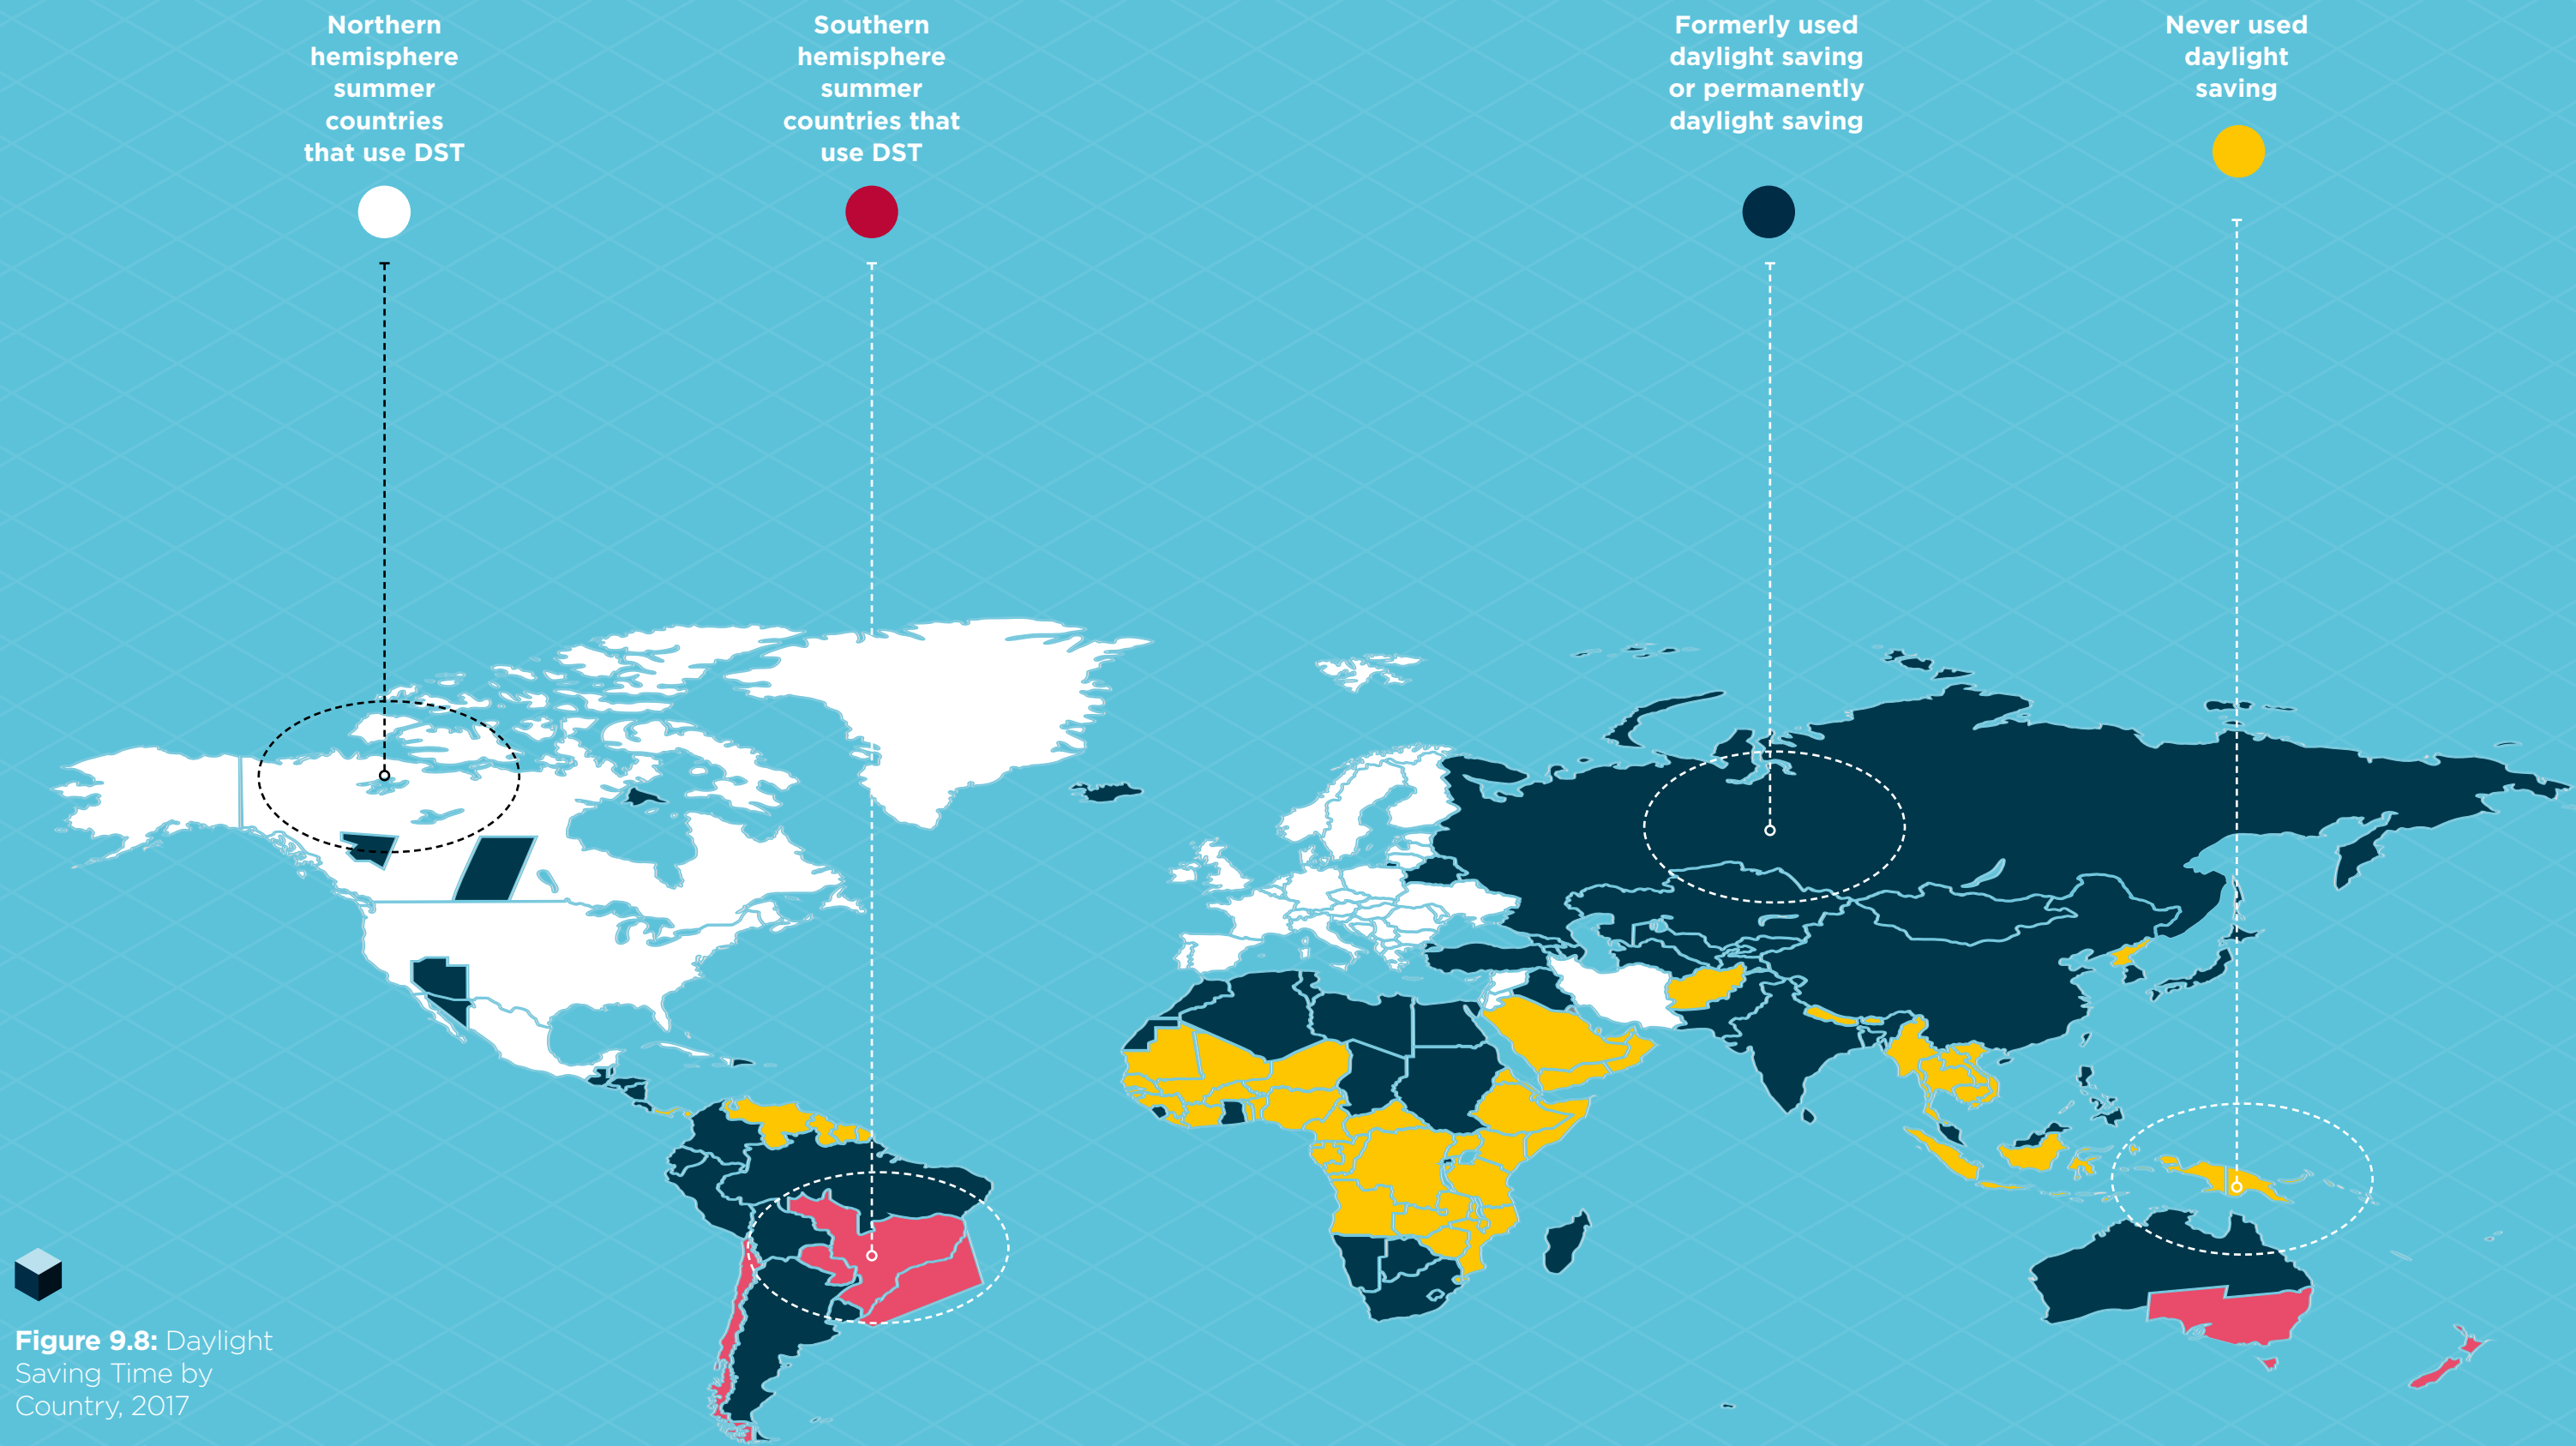 Northern
hemisphere
summer
countries
that use DST
Southern
hemisphere
summer
countries that
use DST
Formerly used
daylight saving
or permanently
daylight saving
Never used
daylight
saving
Figure 9.8: Daylight
Saving Time by
Country, 2017